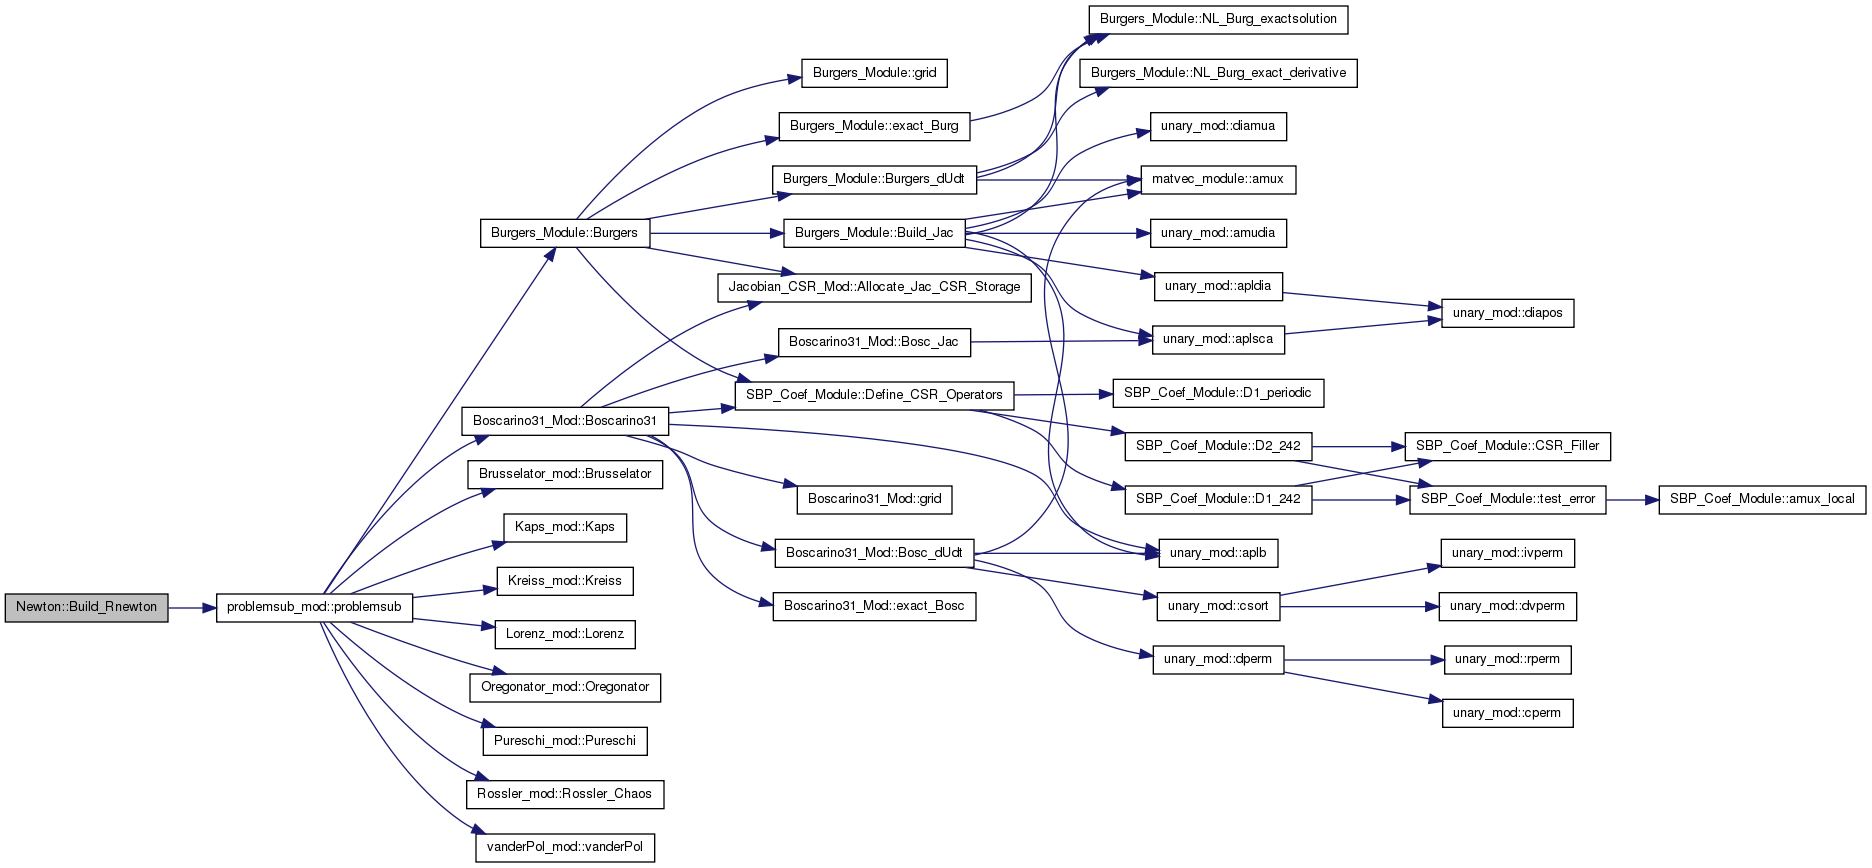 Burgers_Module::NL_Burg_exactsolution
Burgers_Module::grid
Burgers_Module::NL_Burg_exact_derivative
Burgers_Module::exact_Burg
unary_mod::diamua
Burgers_Module::Burgers_dUdt
matvec_module::amux
Burgers_Module::Burgers
Burgers_Module::Build_Jac
unary_mod::amudia
Jacobian_CSR_Mod::Allocate_Jac_CSR_Storage
unary_mod::apldia
unary_mod::diapos
Boscarino31_Mod::Bosc_Jac
unary_mod::aplsca
SBP_Coef_Module::Define_CSR_Operators
SBP_Coef_Module::D1_periodic
Boscarino31_Mod::Boscarino31
SBP_Coef_Module::D2_242
SBP_Coef_Module::CSR_Filler
Brusselator_mod::Brusselator
Boscarino31_Mod::grid
SBP_Coef_Module::D1_242
SBP_Coef_Module::test_error
SBP_Coef_Module::amux_local
Kaps_mod::Kaps
Boscarino31_Mod::Bosc_dUdt
unary_mod::aplb
unary_mod::ivperm
Kreiss_mod::Kreiss
Newton::Build_Rnewton
problemsub_mod::problemsub
Boscarino31_Mod::exact_Bosc
unary_mod::csort
unary_mod::dvperm
Lorenz_mod::Lorenz
unary_mod::dperm
unary_mod::rperm
Oregonator_mod::Oregonator
unary_mod::cperm
Pureschi_mod::Pureschi
Rossler_mod::Rossler_Chaos
vanderPol_mod::vanderPol